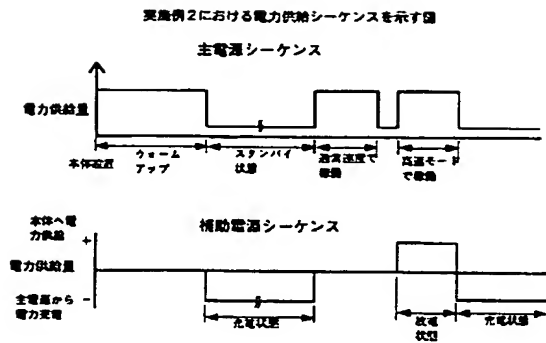 実施例2における電力供給シーケンスを示す図
主電源シーケンス
電力供給量
本体装置
ウォーム
アップ
スタンバイ
状態
通常速度で
稼働
高速モード
で稼働
補助電源シーケンス
本体へ電
力供給
+
電力供給量
主電源から
電力充電
-
充電状態
放電
状態
充電状態